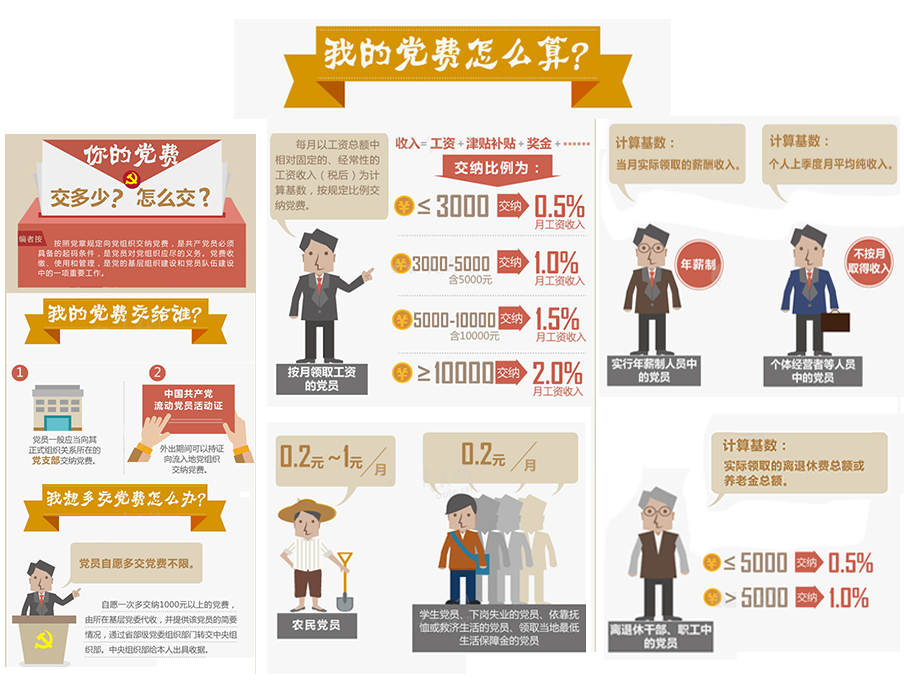 我的党费怎么算?
你的党费
交多少? 怎么交?
编者按
按照党章规定向党组织交纳党费，是共产党员必须
具备的起码条件，是党员对党组织应尽的义务。党费收
缴、使用和管理，是党的基层组织建设和党员队伍建设
中的一项重要工作。
我的党费交给谁?
1
党员一般应当向其
正式组织关系所在的
党支部交纳党费。
2
中国共产党
流动党员活动证
外出期间可以持证
向流入地党组织
交纳党费。
我想多交党费怎么办?
党员自愿多交党费不限。
自愿一次多交纳1000元以上的党费，
由所在基层党委代收，并提供该党员的简要
情况，通过省部级党委组织部门转交中央组
织部。中央组织部给本人出具收据。
每月以工资总额中
相对固定的、经常性的
工资收入（税后）为计
算基数，按规定比例交
纳党费。
按月领取工资
的党员
收入=工资+津贴补贴+奖金+……
交纳比例为：
≤3000 交纳 0.5%
月工资收入
3000-5000 交纳 1.0%
含5000元 月工资收入
5000-10000 交纳 1.5%
含10000元 月工资收入
≥10000 交纳 2.0%
月工资收入
计算基数：
当月实际领取的薪酬收入。
年薪制
实行年薪制人员中
的党员
计算基数：
个人上季度月平均纯收入。
不按月
取得收入
个体经营者等人员
中的党员
0.2元~1元/月
农民党员
0.2元/月
学生党员、下岗失业的党员、依靠抚
恤或救济生活的党员、领取当地最低
生活保障金的党员
计算基数：
实际领取的离退休费总额或
养老金总额。
≤5000 交纳 0.5%
>5000 交纳 1.0%
离退休干部、职工中
的党员